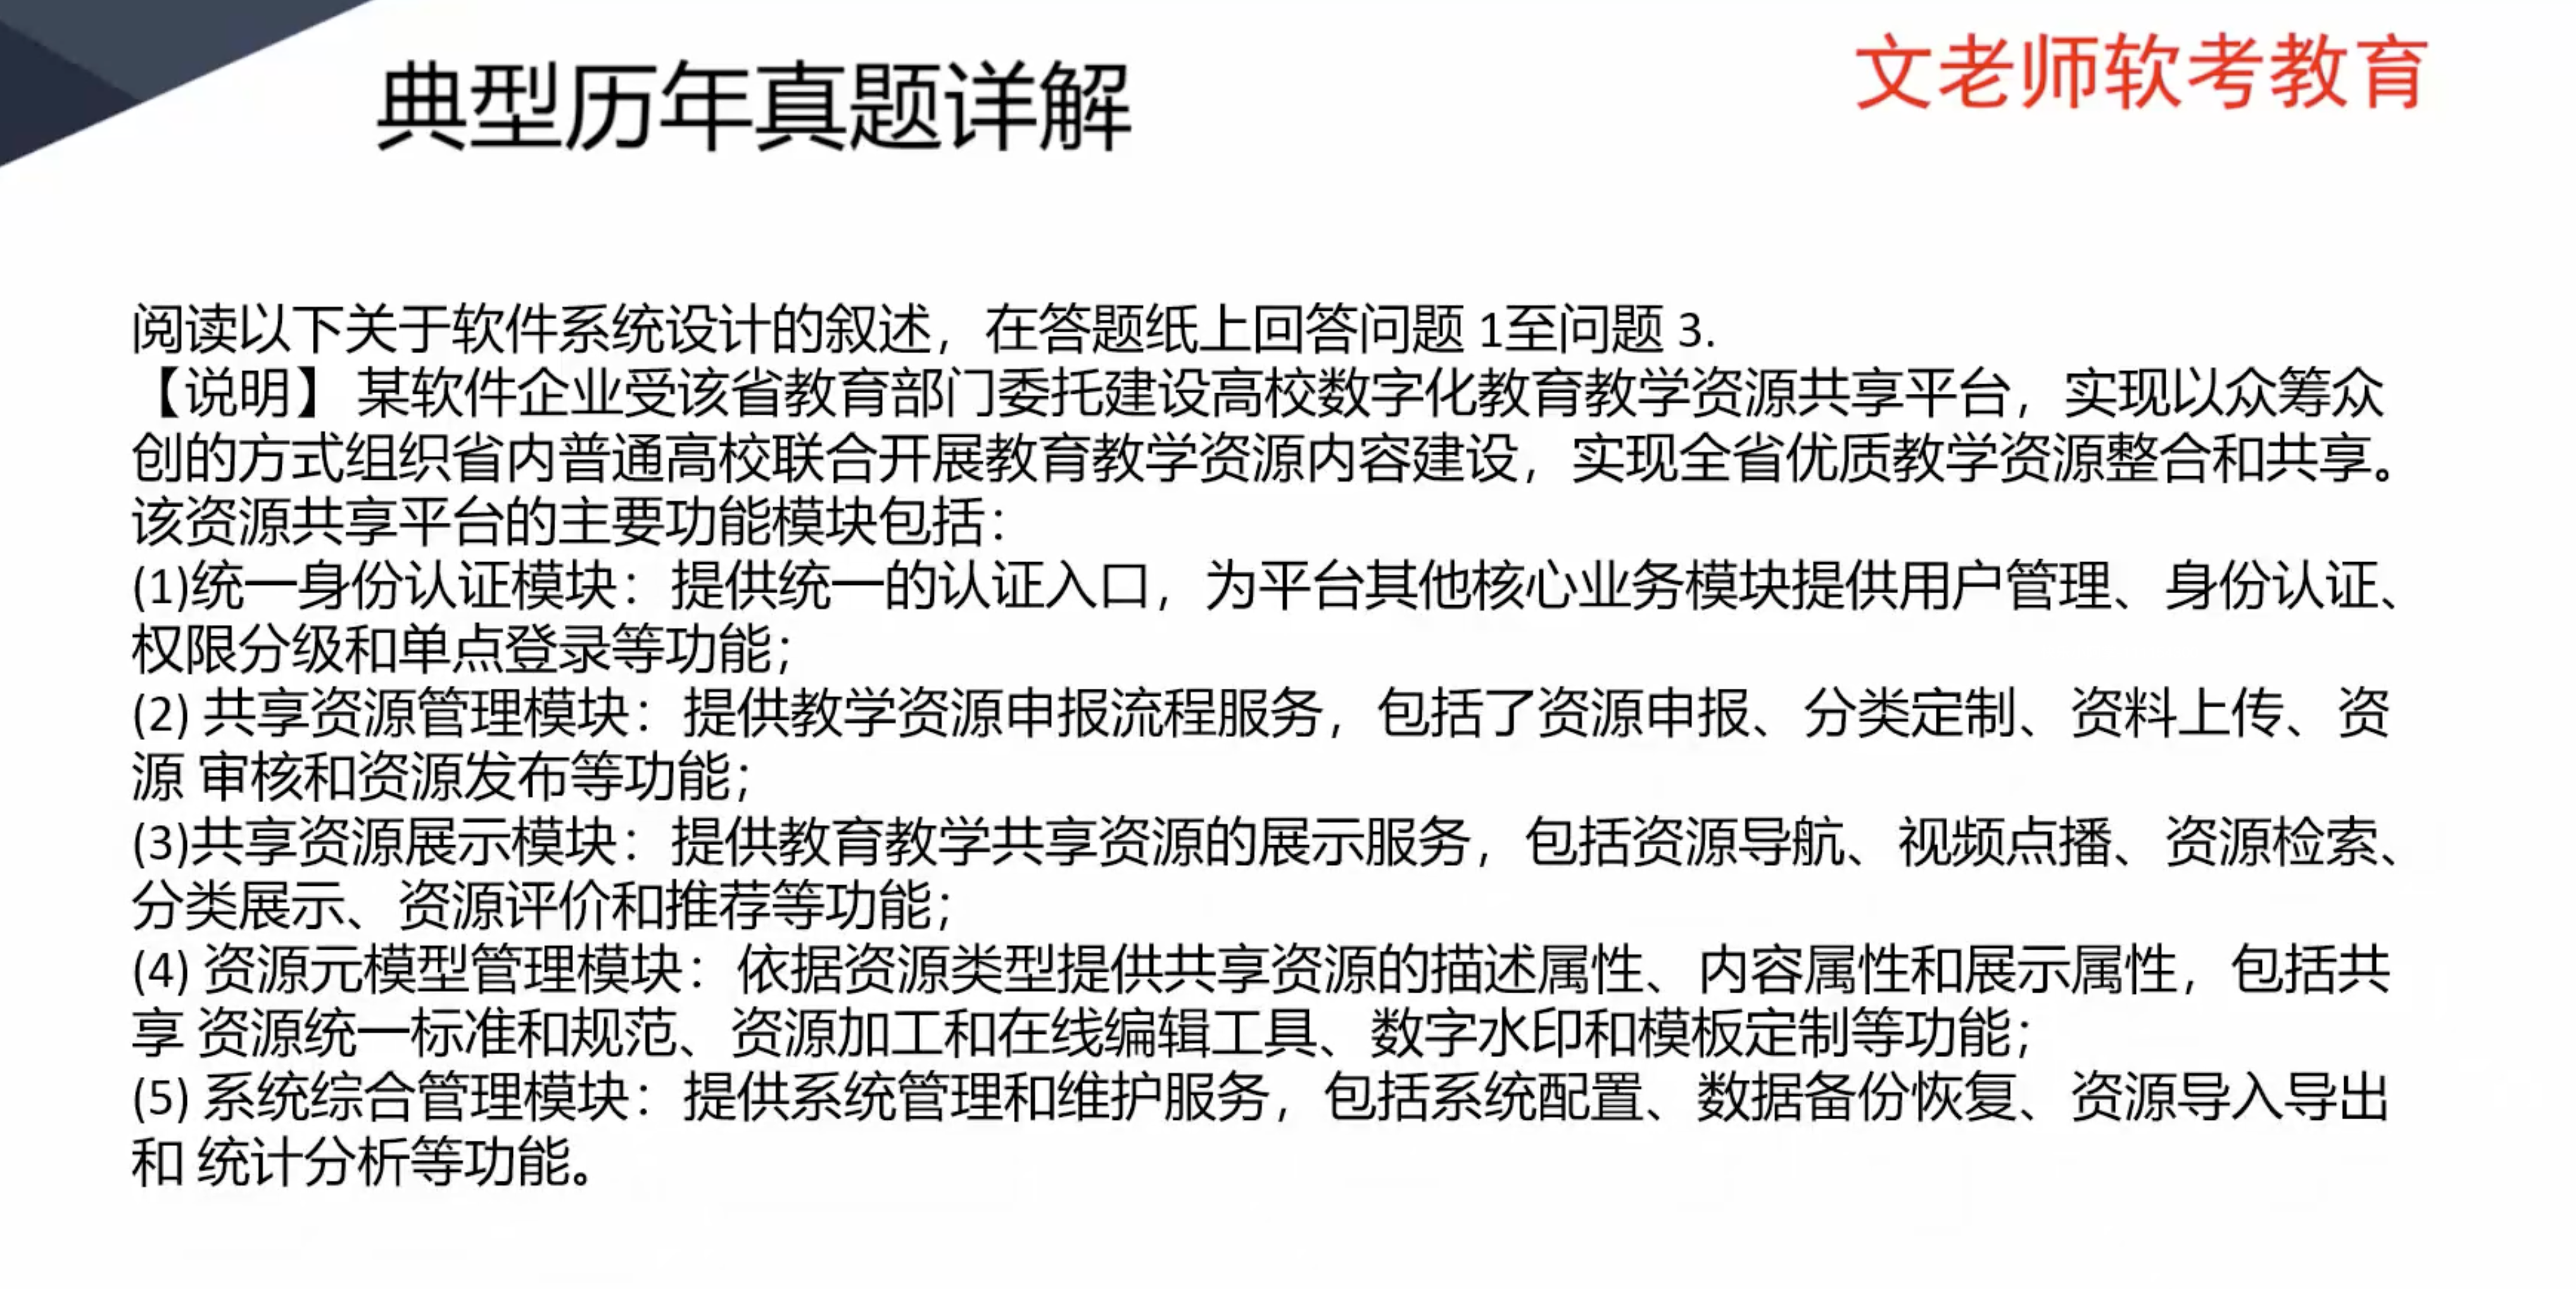 典型历年真题详解
文老师软考教育
阅读以下关于软件系统设计的叙述，在答题纸上回答问题 1至问题 3.
【说明】 某软件企业受该省教育部门委托建设高校数字化教育教学资源共享平台，实现以众筹众
创的方式组织省内普通高校联合开展教育教学资源内容建设，实现全省优质教学资源整合和共享。
该资源共享平台的主要功能模块包括：
(1)统一身份认证模块：提供统一的认证入口，为平台其他核心业务模块提供用户管理、身份认证、
权限分级和单点登录等功能；
(2) 共享资源管理模块：提供教学资源申报流程服务，包括了资源申报、分类定制、资料上传、资
源 审核和资源发布等功能；
(3)共享资源展示模块：提供教育教学共享资源的展示服务，包括资源导航、视频点播、资源检索、
分类展示、资源评价和推荐等功能；
(4) 资源元模型管理模块：依据资源类型提供共享资源的描述属性、内容属性和展示属性，包括共
享 资源统一标准和规范、资源加工和在线编辑工具、数字水印和模板定制等功能；
(5) 系统综合管理模块：提供系统管理和维护服务，包括系统配置、数据备份恢复、资源导入导出
和 统计分析等功能。